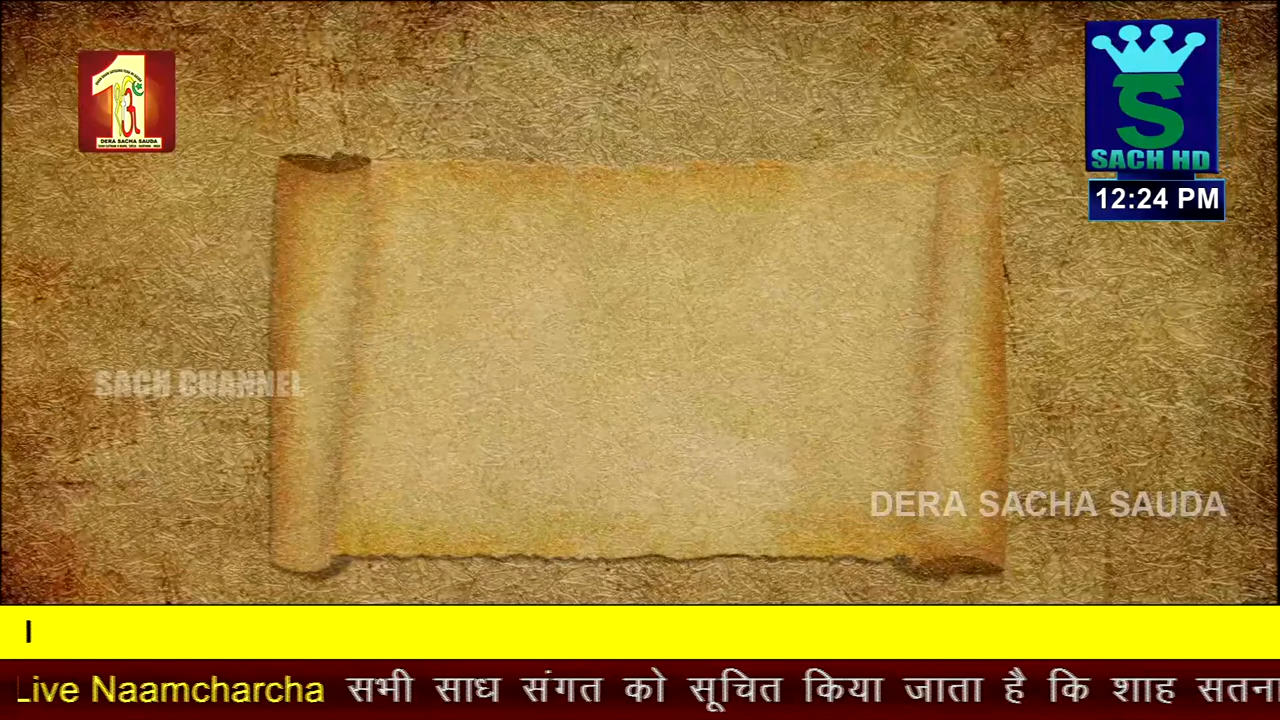 DERA SACHA SAUDA
SACH HD
12:24 PM
SACH CHANNEL
DERA SACHA SAUDA
।
Live Naamcharcha सभी साध संगत को सूचित किया जाता है कि शाह सतना